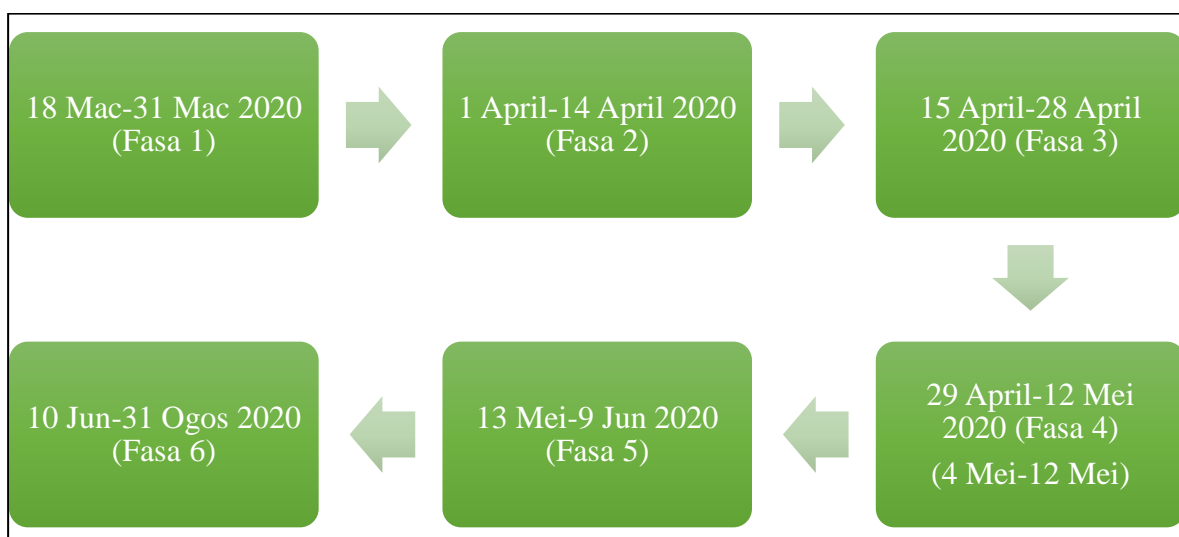 18 Mac-31 Mac 2020
(Fasa 1)
1 April-14 April 2020
(Fasa 2)
15 April-28 April
2020 (Fasa 3)
29 April-12 Mei
2020 (Fasa 4)
(4 Mei-12 Mei)
13 Mei-9 Jun 2020
(Fasa 5)
10 Jun-31 Ogos 2020
(Fasa 6)